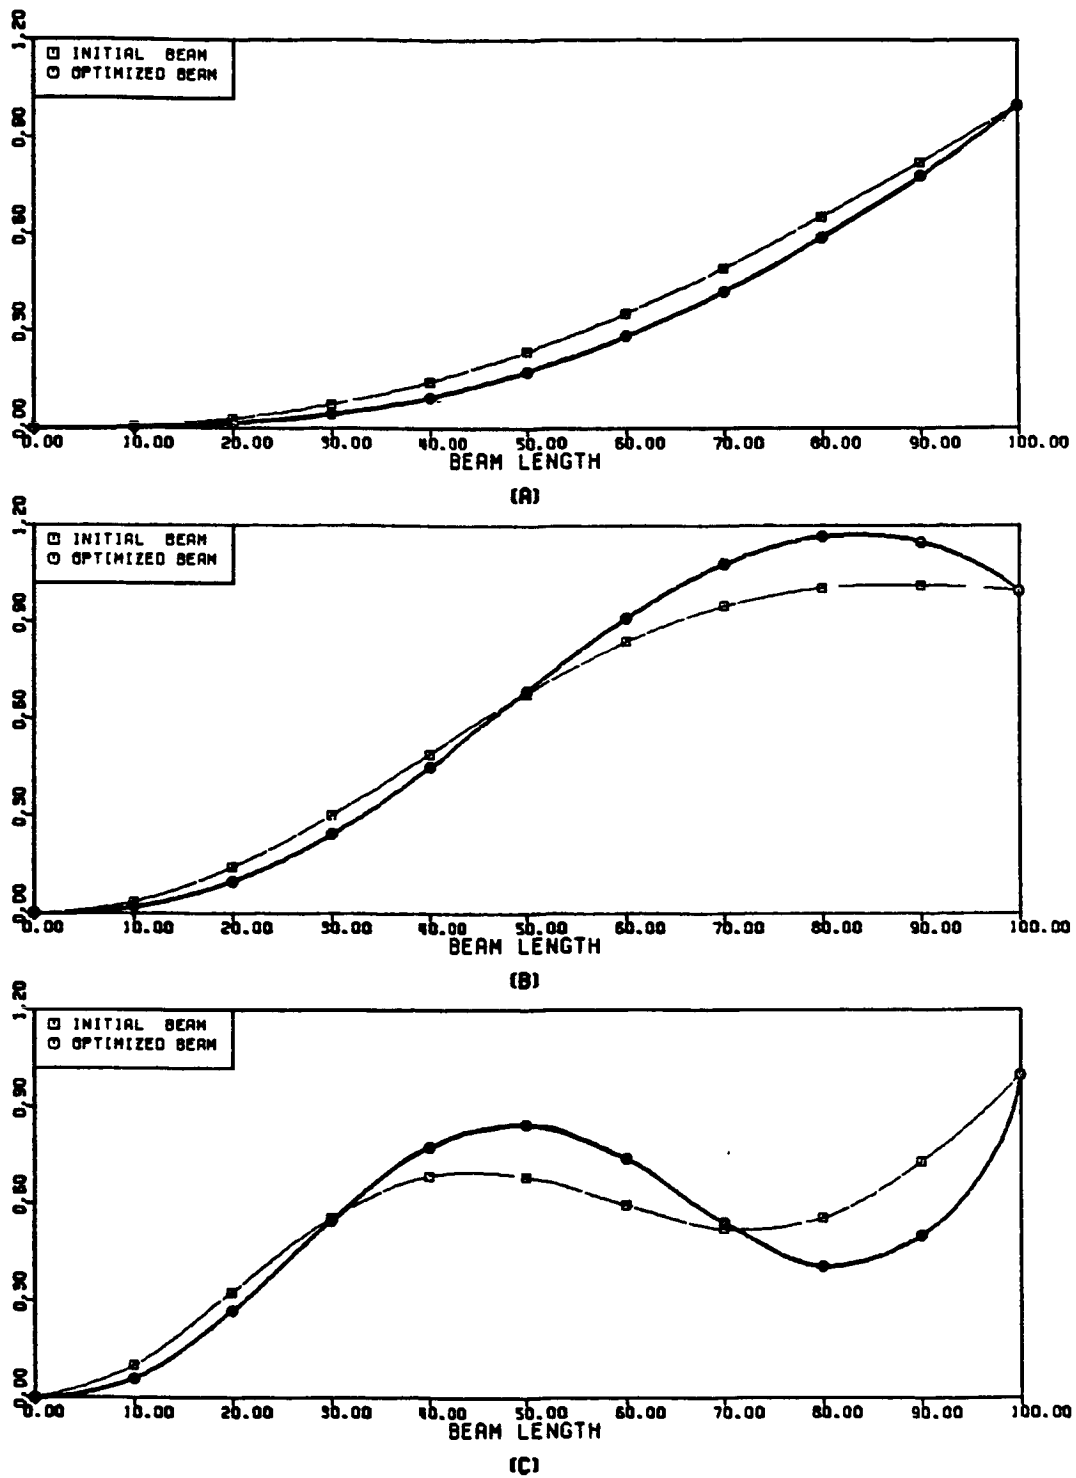 1,20
INITIAL BEAM
OPTIMIZED BEAM
0,90
0,60
0,30
0,00
0.00 10.00 20.00 30.00 40.00 50.00 60.00 70.00 80.00 90.00 100.00
BEAM LENGTH
(A)
1,20
INITIAL BEAM
OPTIMIZED BEAM
0,90
0,60
0,30
0,00
0.00 10.00 20.00 30.00 40.00 50.00 60.00 70.00 80.00 90.00 100.00
BEAM LENGTH
(B)
1,20
INITIAL BEAM
OPTIMIZED BEAM
0,90
0,60
0,30
0,00
0.00 10.00 20.00 30.00 40.00 50.00 60.00 70.00 80.00 90.00 100.00
BEAM LENGTH
(C)